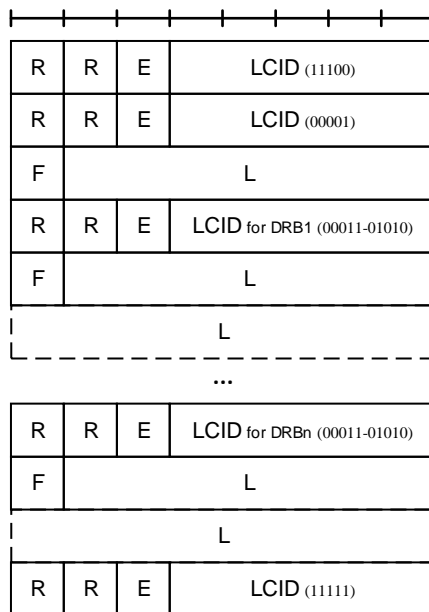 R R E LCID (11100)
R R E LCID (00001)
F L
R R E LCID for DRB1 (00011-01010)
F L
L
...
R R E LCID for DRBn (00011-01010)
F L
L
R R E LCID (11111)